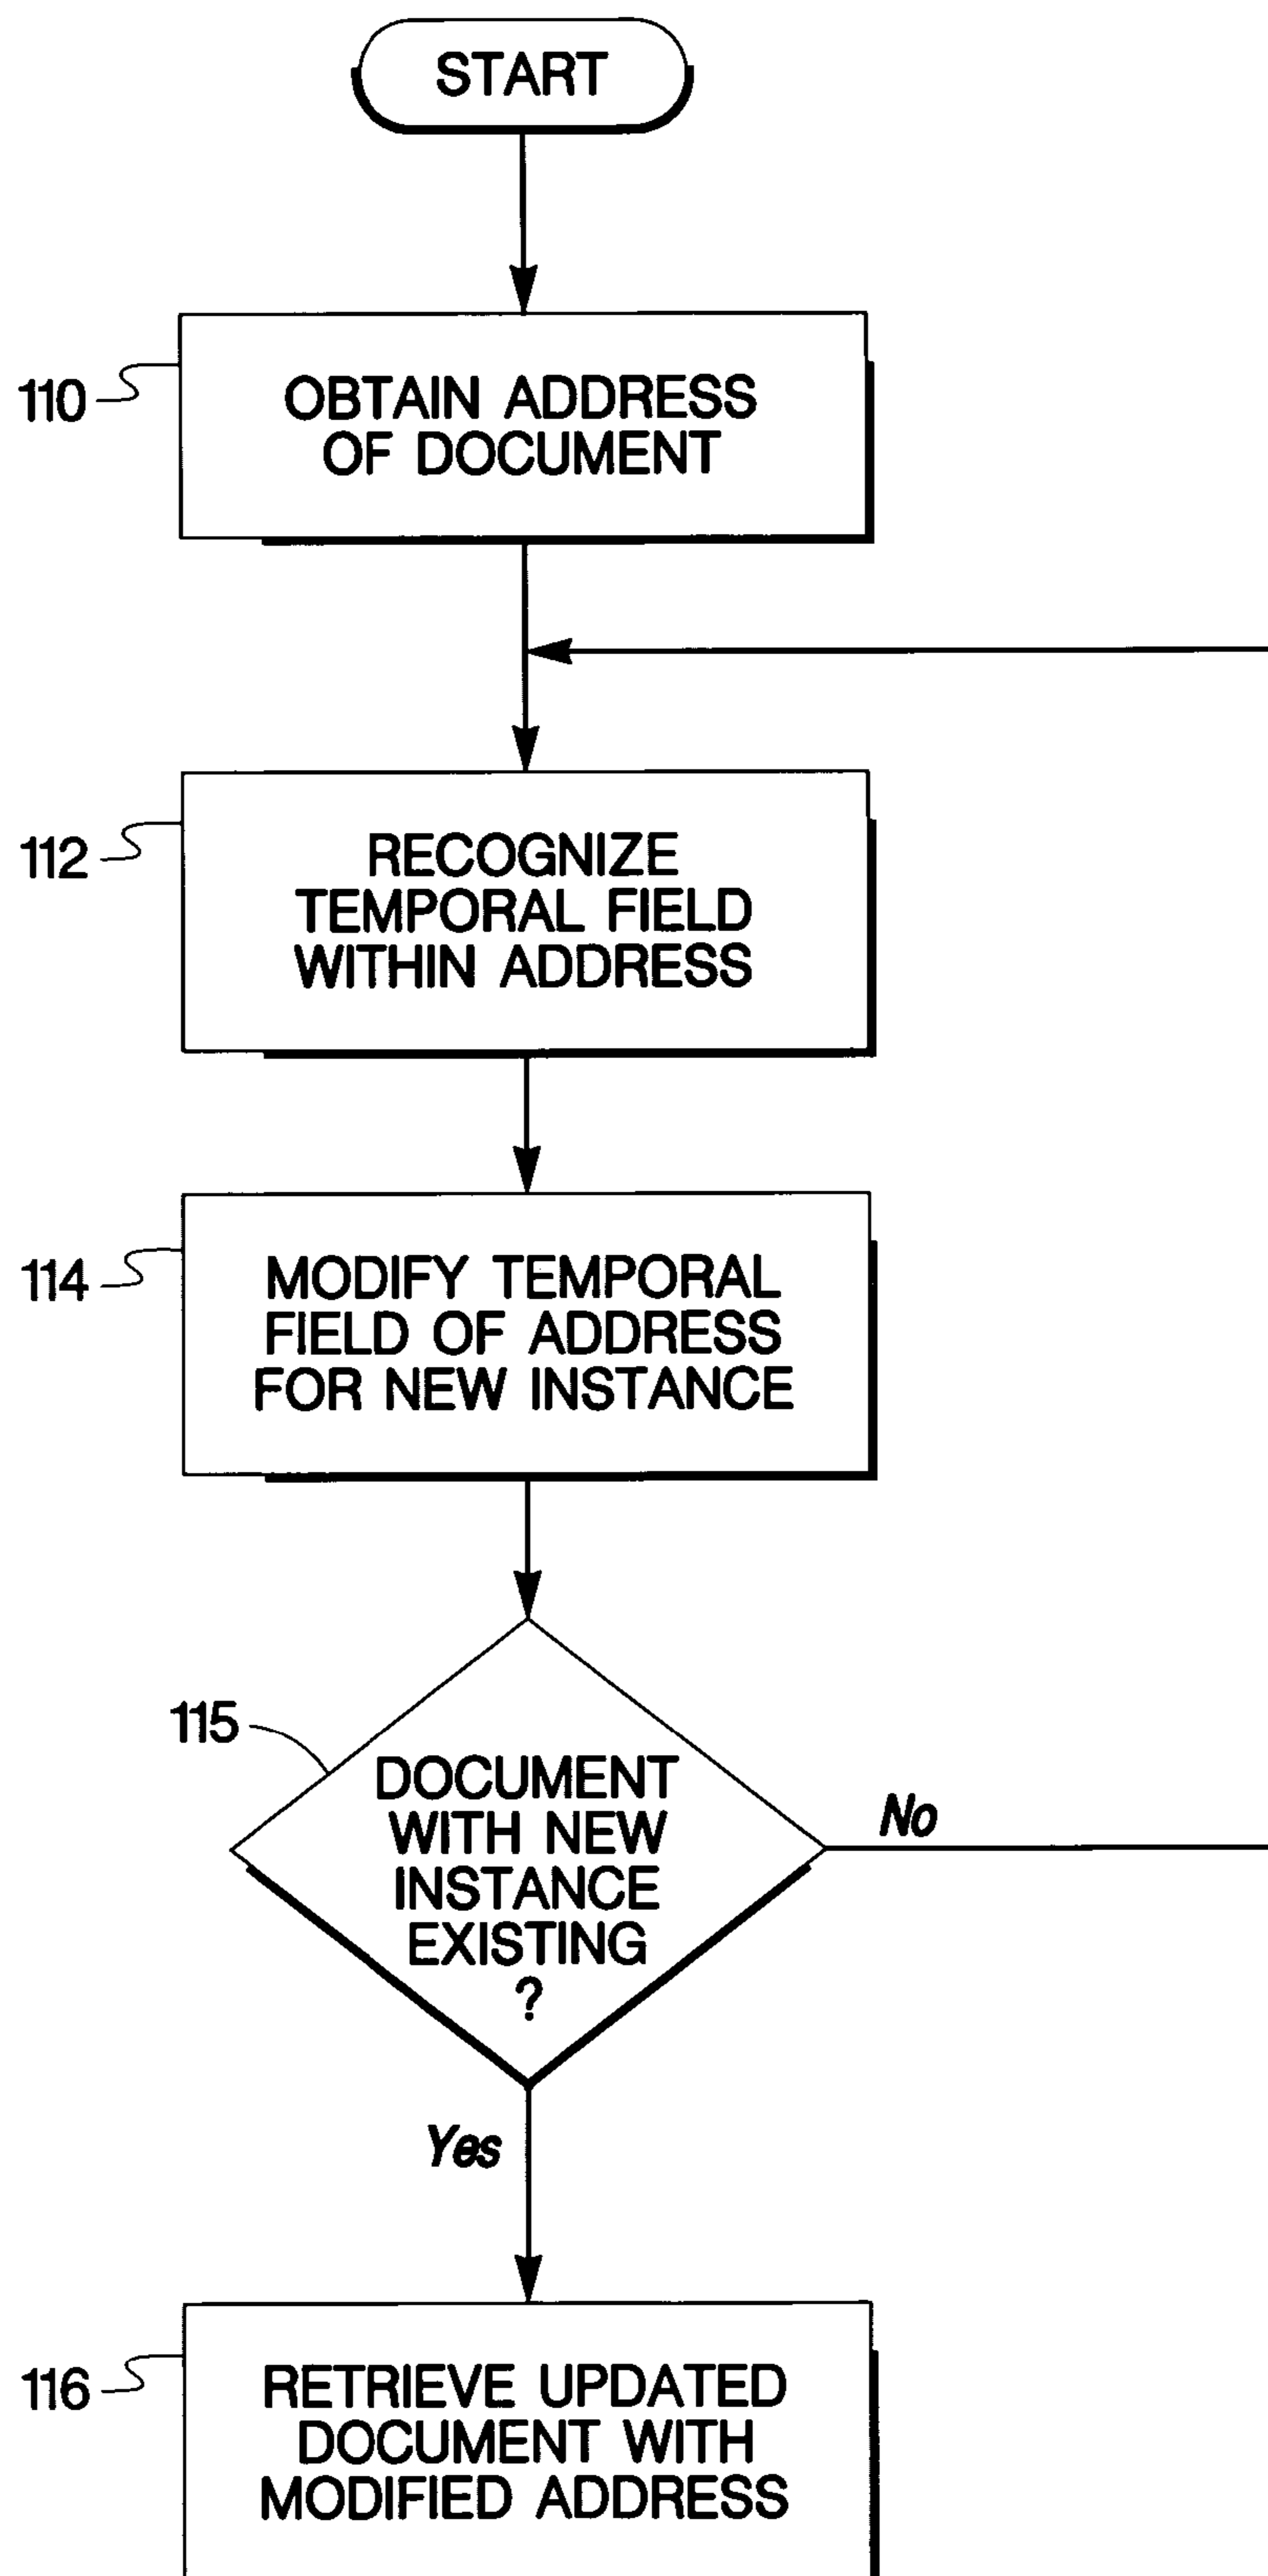 START
110
OBTAIN ADDRESS
OF DOCUMENT
112
RECOGNIZE
TEMPORAL FIELD
WITHIN ADDRESS
114
MODIFY TEMPORAL
FIELD OF ADDRESS
FOR NEW INSTANCE
115
DOCUMENT
WITH NEW
INSTANCE
EXISTING
?
No
Yes
116
RETRIEVE UPDATED
DOCUMENT WITH
MODIFIED ADDRESS